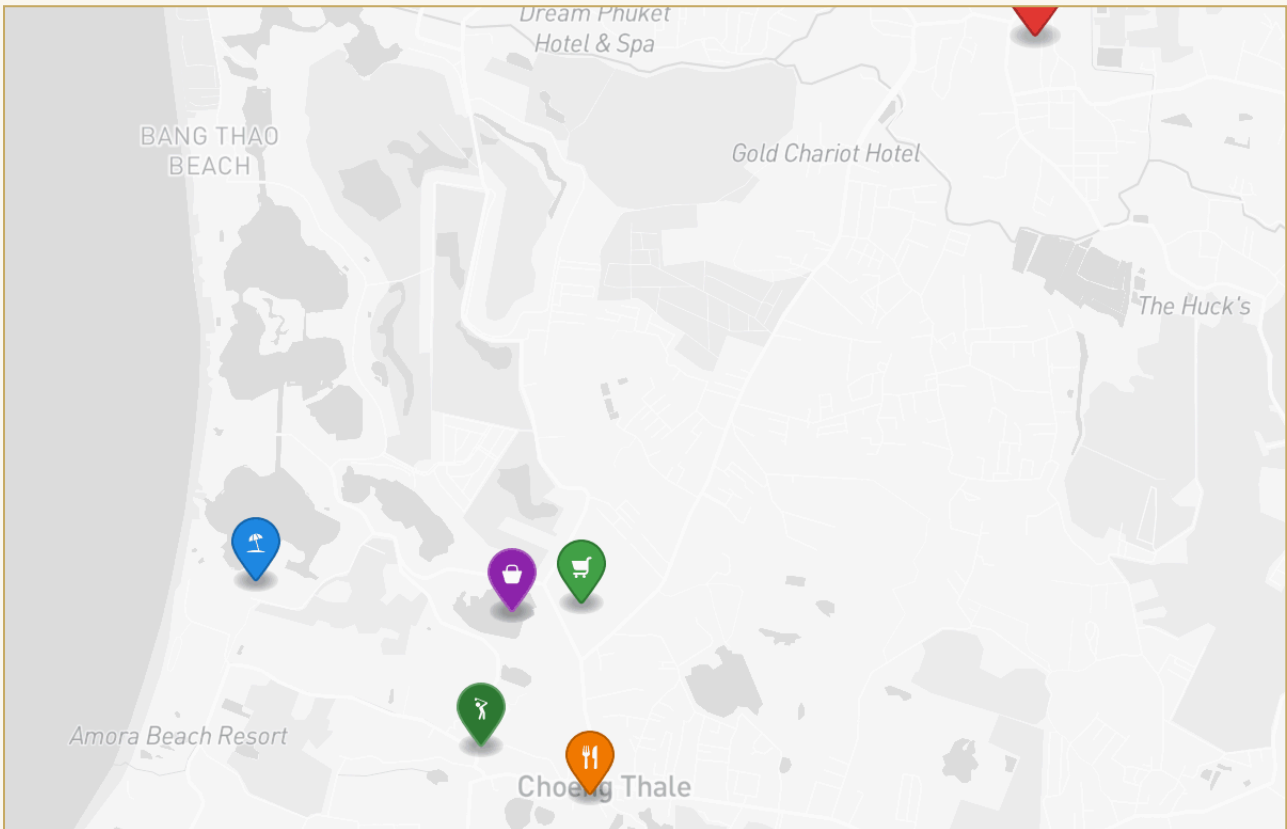 Dream Phuket
Hotel & Spa
BANG THAO
BEACH
Gold Chariot Hotel
The Huck's
Amora Beach Resort
Choeng Thale